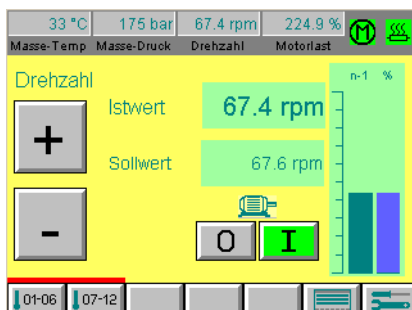 33 °C 175 bar 67.4 rpm 224.9 %
Masse-Temp Masse-Druck Drehzahl Motorlast
M
Drehzahl
n-1 %
Istwert 67.4 rpm
+
Sollwert 67.6 rpm
-
O I
01-06 07-12